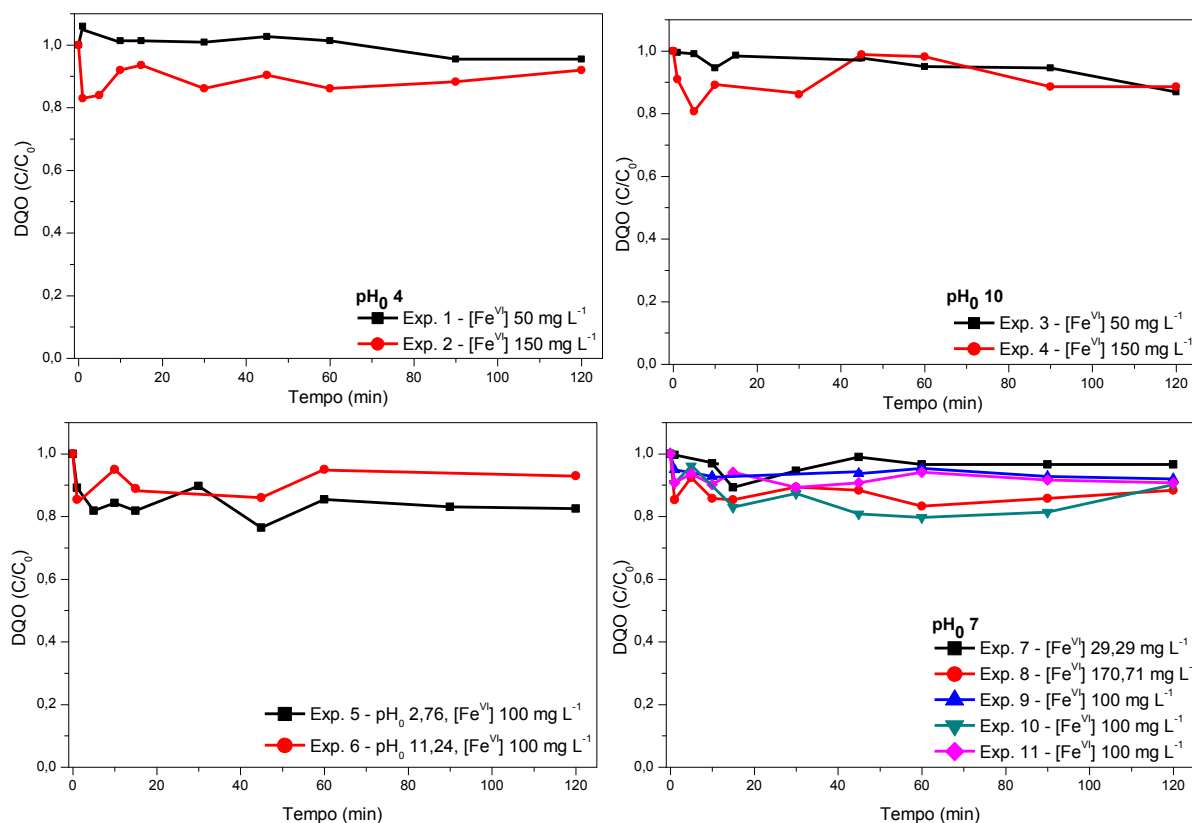 DQO (C/C0)
1,0
0,8
0,6
0,4
0,2
0,0
pH0 4
Exp. 1 - [FeVI] 50 mg L-1
Exp. 2 - [FeVI] 150 mg L-1
0 20 40 60 80 100 120
Tempo (min)
DQO (C/C0)
1,0
0,8
0,6
0,4
0,2
0,0
pH0 10
Exp. 3 - [FeVI] 50 mg L-1
Exp. 4 - [FeVI] 150 mg L-1
0 20 40 60 80 100 120
Tempo (min)
DQO (C/C0)
1,0
0,8
0,6
0,4
0,2
0,0
Exp. 5 - pH0 2,76, [FeVI] 100 mg L-1
Exp. 6 - pH0 11,24, [FeVI] 100 mg L-1
0 20 40 60 80 100 120
Tempo (min)
DQO (C/C0)
1,0
0,8
0,6
0,4
0,2
0,0
pH0 7
Exp. 7 - [FeVI] 29,29 mg L-1
Exp. 8 - [FeVI] 170,71 mg L-1
Exp. 9 - [FeVI] 100 mg L-1
Exp. 10 - [FeVI] 100 mg L-1
Exp. 11 - [FeVI] 100 mg L-1
0 20 40 60 80 100 120
Tempo (min)